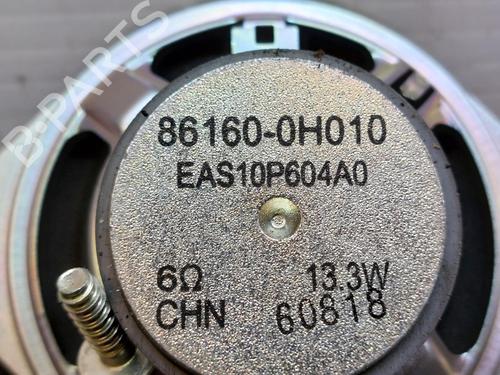 B-PARTS
86160-0H010
EAS10P604A0
6Ω 13.3W
CHN 60818